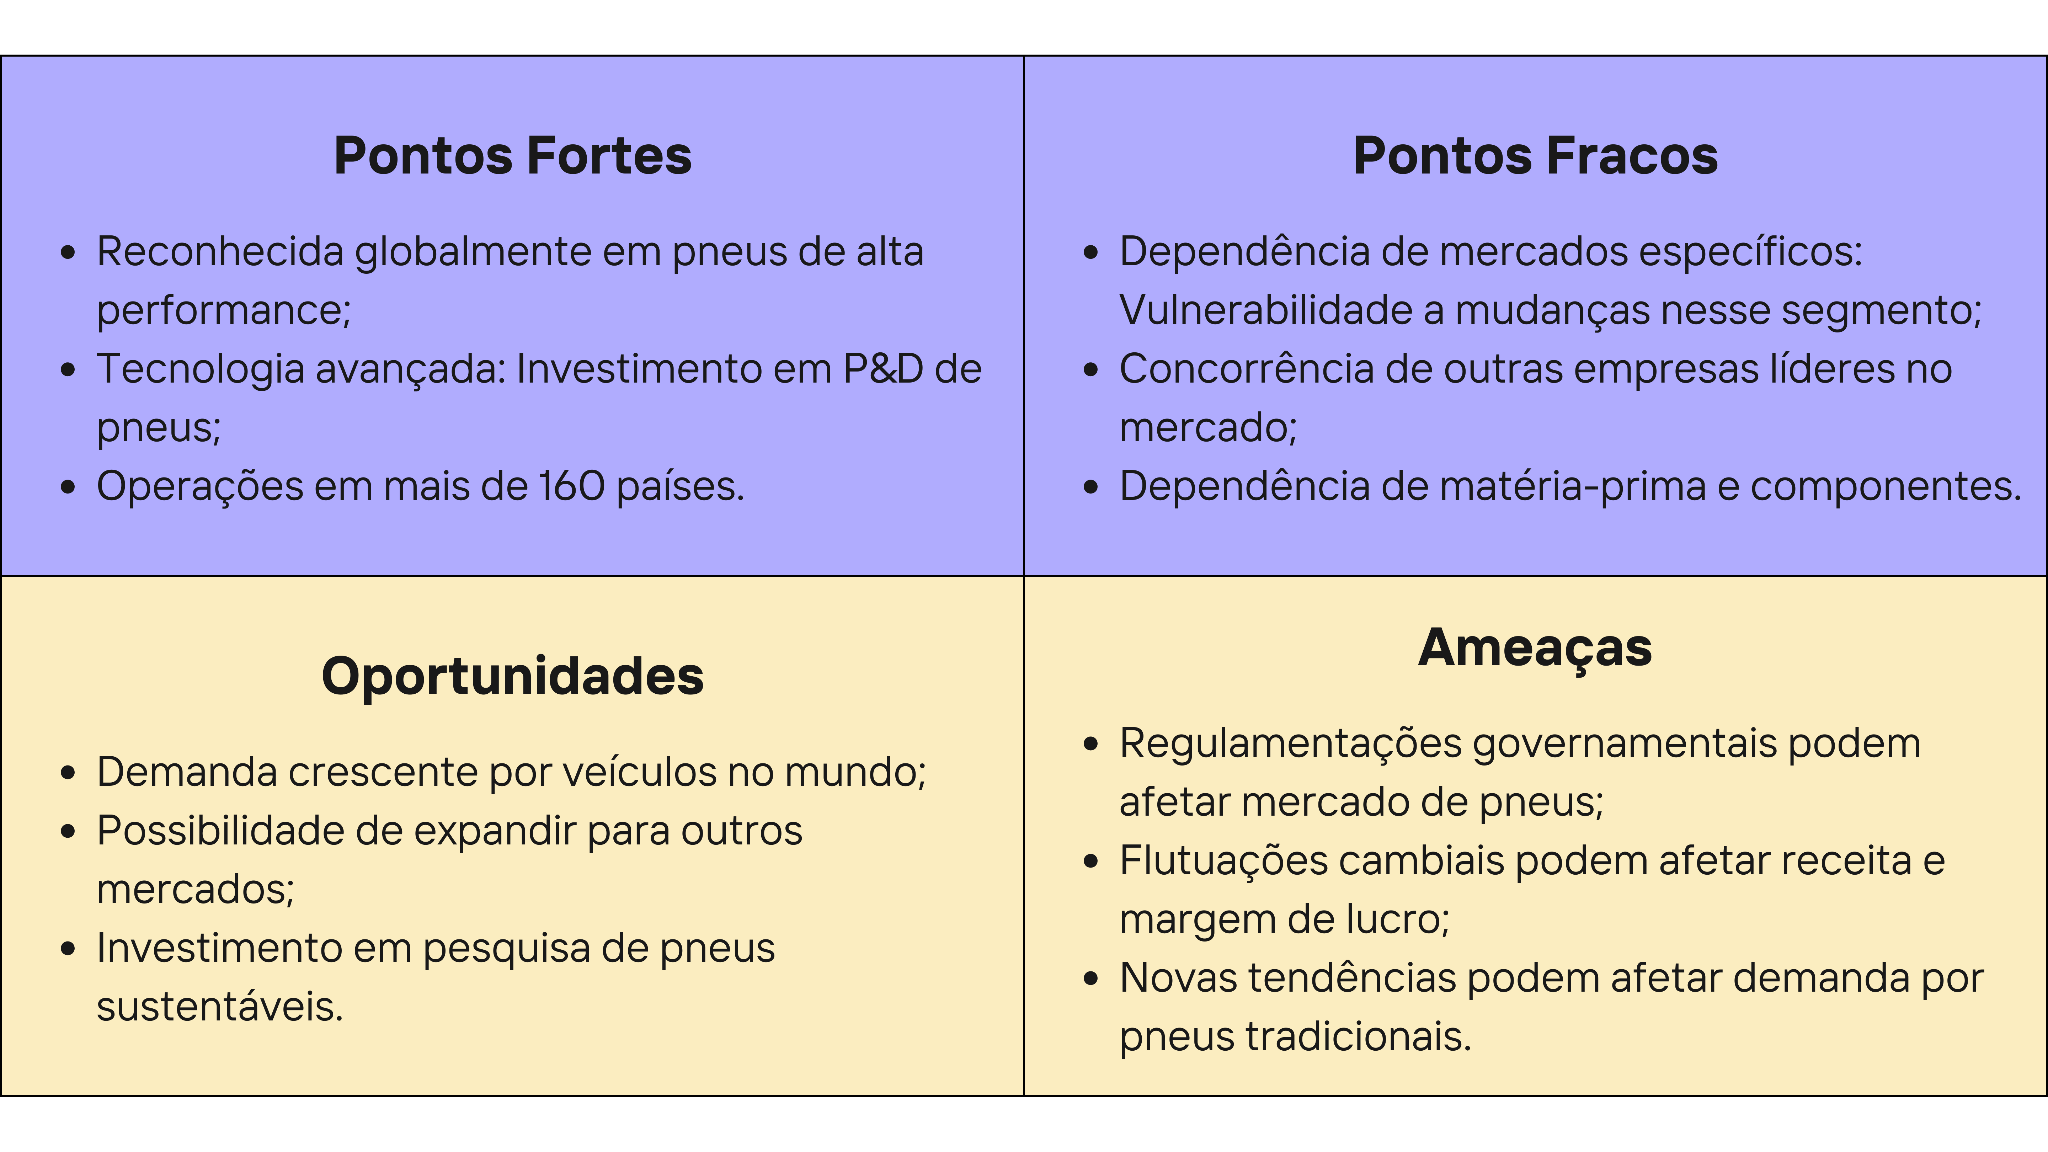 Pontos Fortes
• Reconhecida globalmente em pneus de alta
performance;
• Tecnologia avançada: Investimento em P&D de
pneus;
• Operações em mais de 160 países.
Pontos Fracos
• Dependência de mercados específicos:
Vulnerabilidade a mudanças nesse segmento;
• Concorrência de outras empresas líderes no
mercado;
• Dependência de matéria-prima e componentes.
Oportunidades
• Demanda crescente por veículos no mundo;
• Possibilidade de expandir para outros
mercados;
• Investimento em pesquisa de pneus
sustentáveis.
Ameaças
• Regulamentações governamentais podem
afetar mercado de pneus;
• Flutuações cambiais podem afetar receita e
margem de lucro;
• Novas tendências podem afetar demanda por
pneus tradicionais.